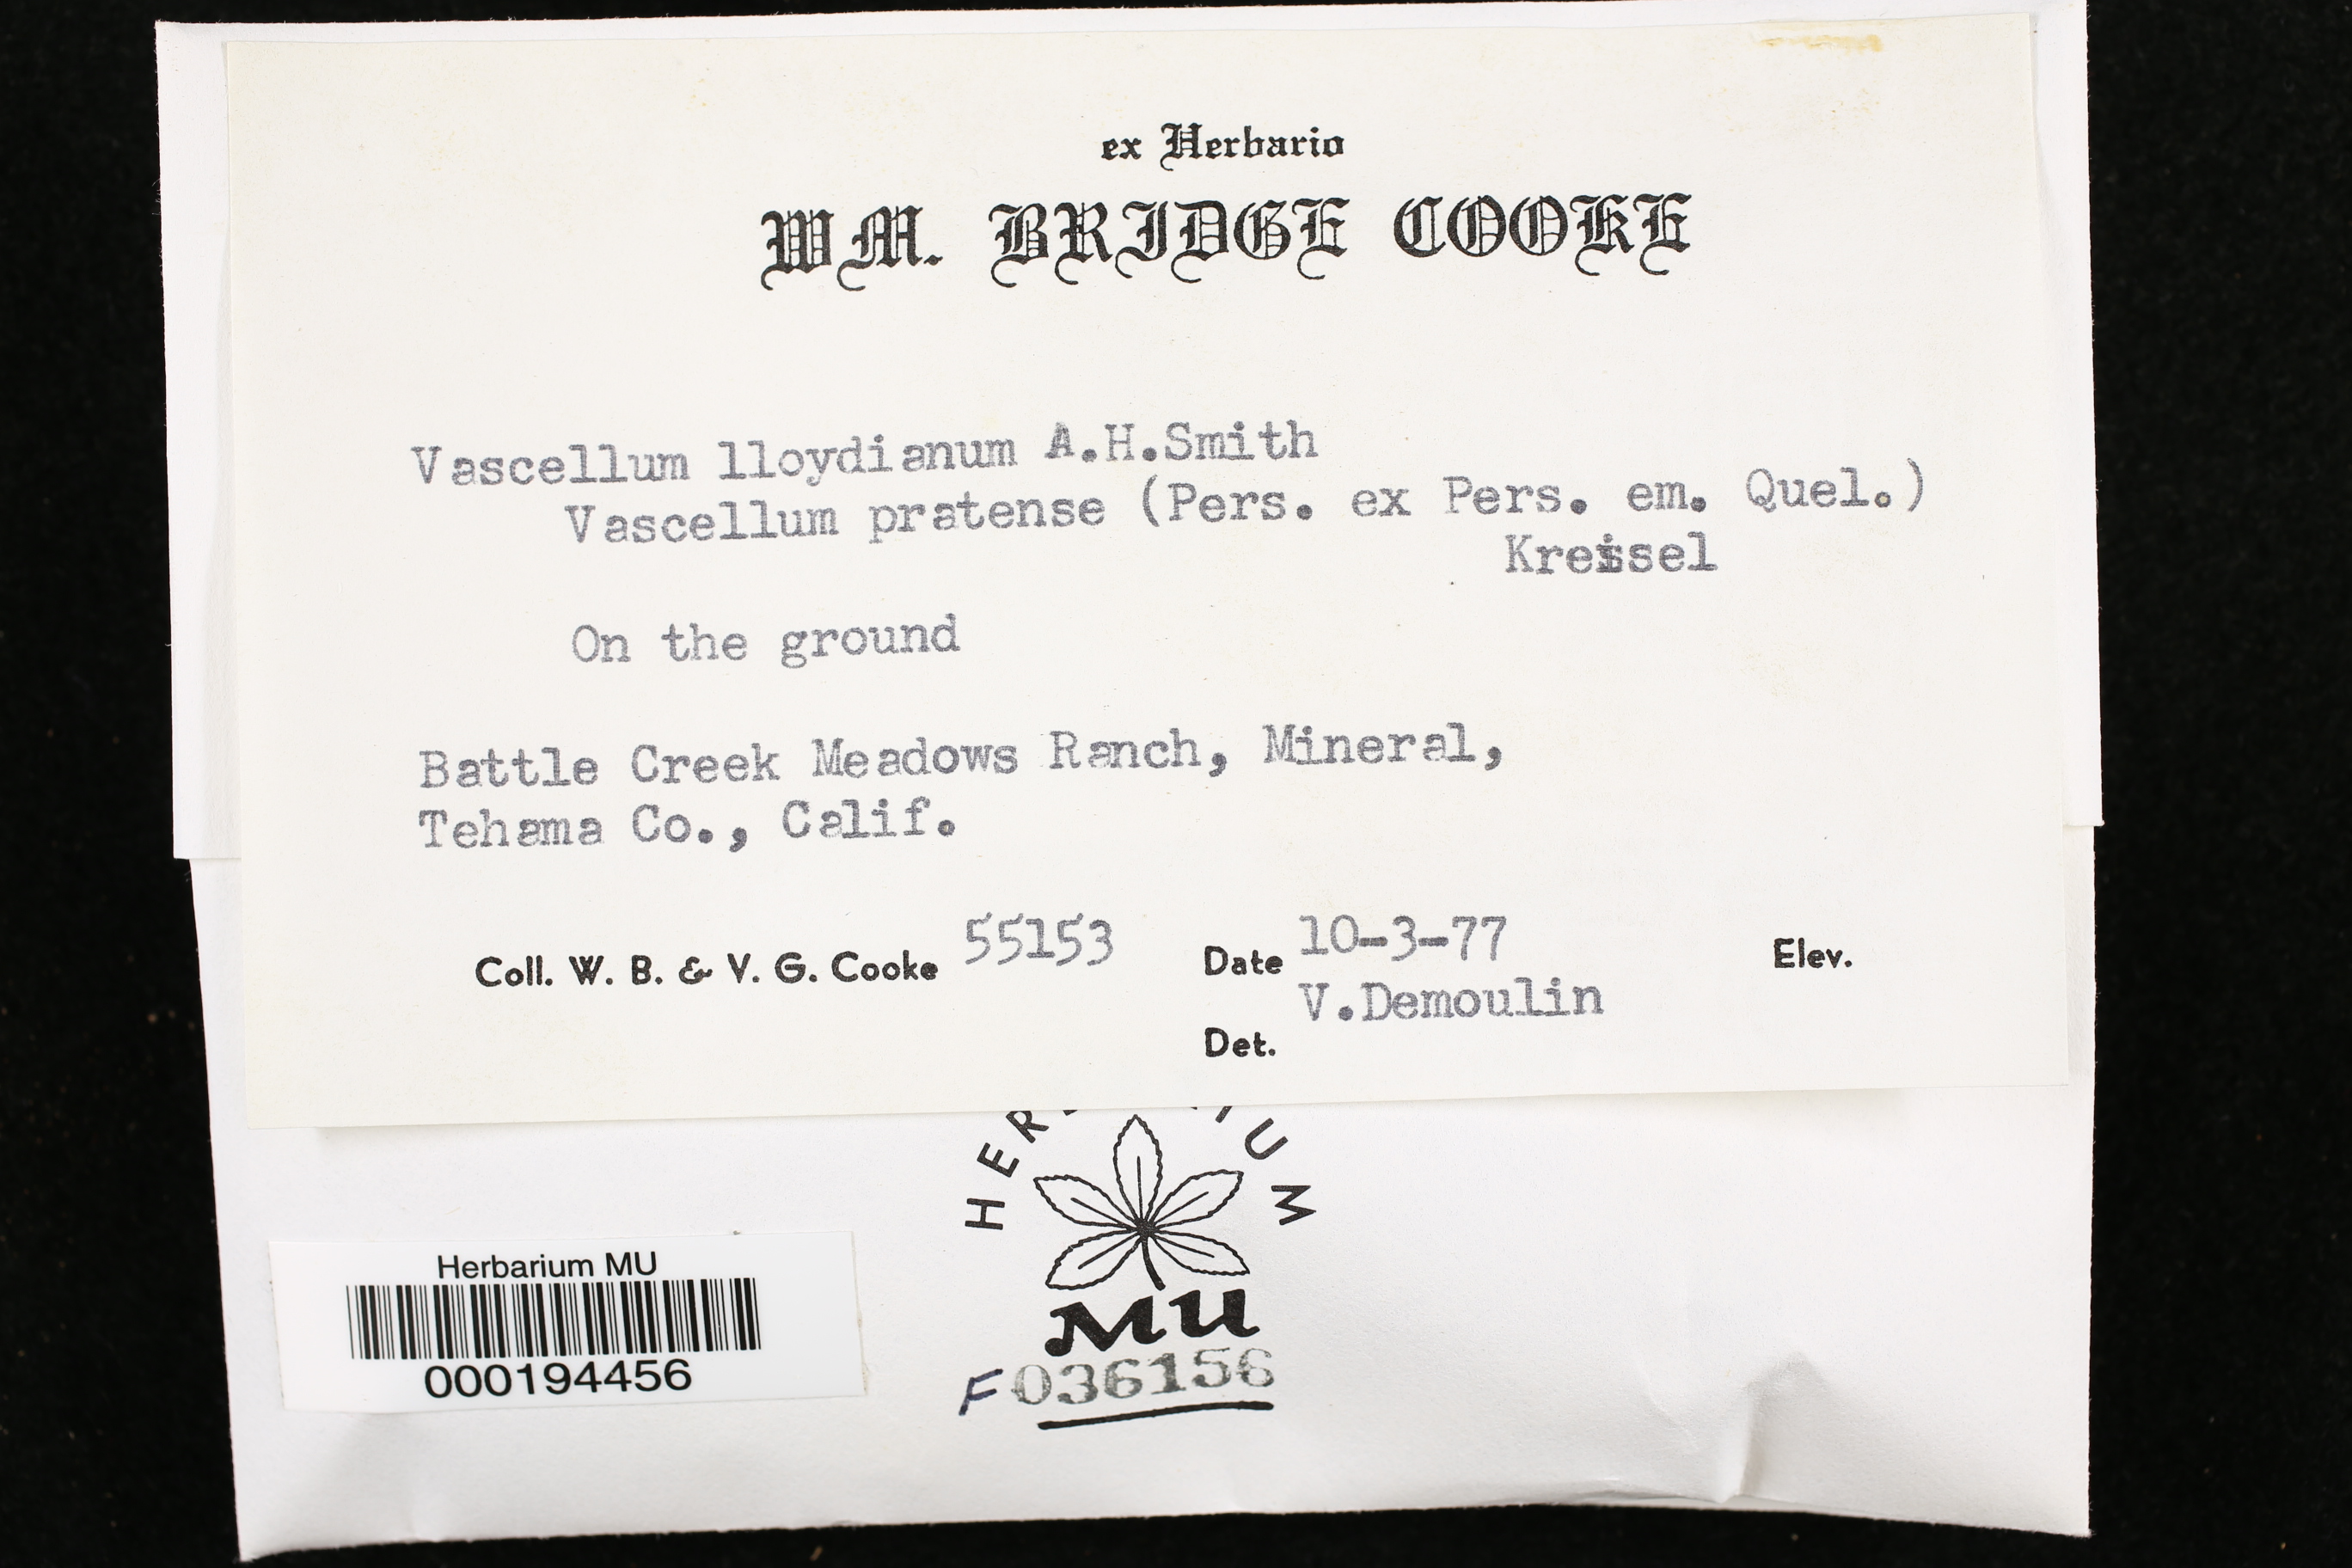 ex Herbario
WM. BRIDGE COOKE
Vascellum lloydianum A.H.Smith
Vascellum pratense (Pers. ex Pers. em. Quel.)
Kreissel
On the ground
Battle Creek Meadows Ranch, Mineral,
Tehama Co., Calif.
Coll. W. B. & V. G. Cooke 55153 Date 10-3-77 Elev.
V.Demoulin
Det.
MU
F036156
Herbarium MU
000194456